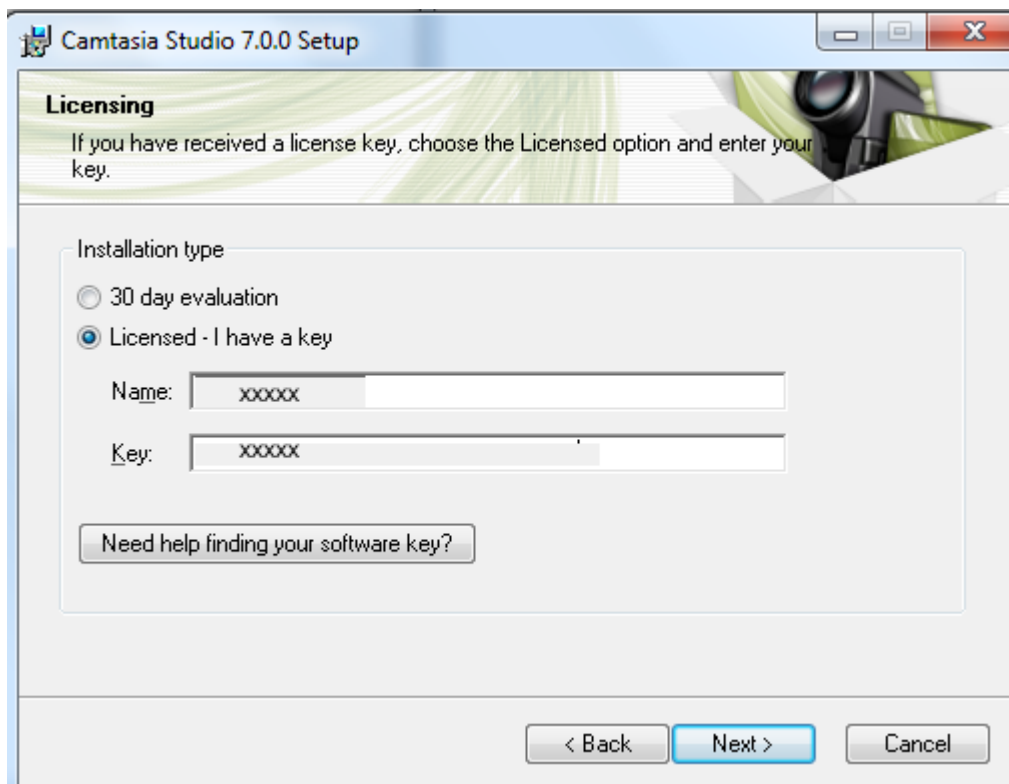 Camtasia Studio 7.0.0 Setup
Licensing
If you have received a license key, choose the Licensed option and enter your
key.
Installation type
30 day evaluation
Licensed - I have a key
Name: xxxxx
Key: xxxxx
Need help finding your software key?
< Back Next > Cancel